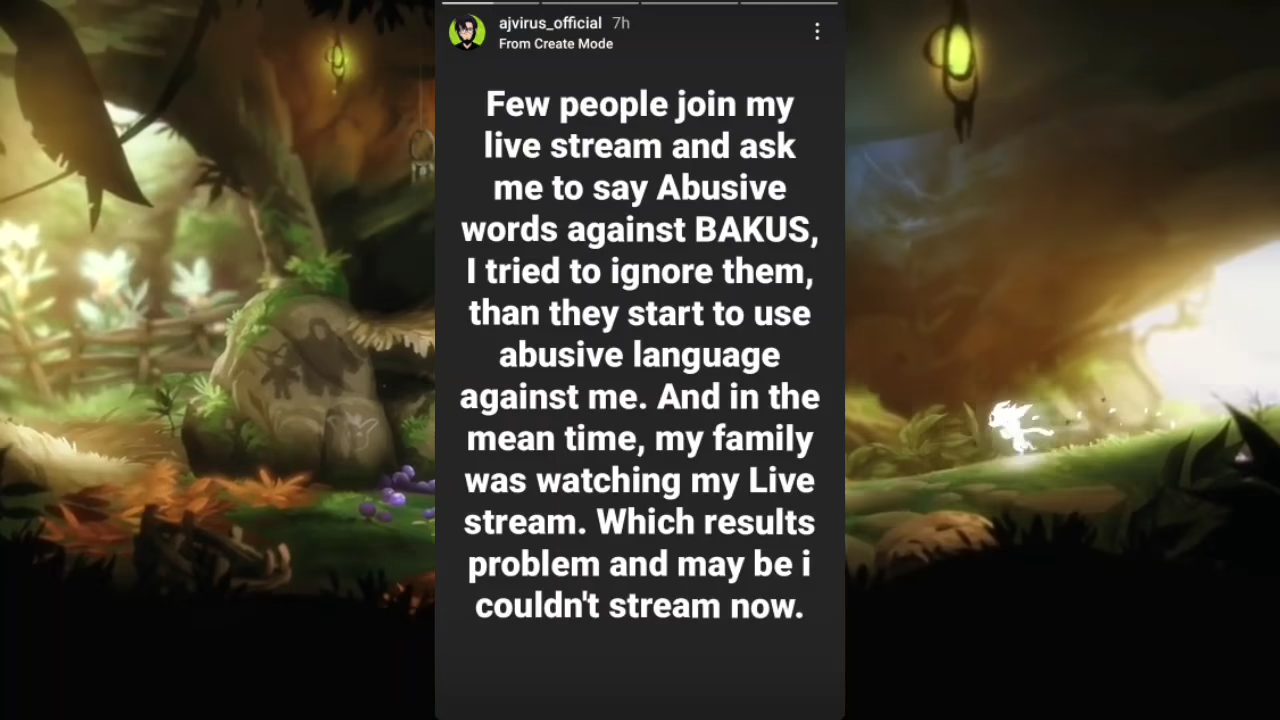 ajvirus_official 7h
From Create Mode
Few people join my
live stream and ask
me to say Abusive
words against BAKUS,
I tried to ignore them,
than they start to use
abusive language
against me. And in the
mean time, my family
was watching my Live
stream. Which results
problem and may be i
couldn't stream now.